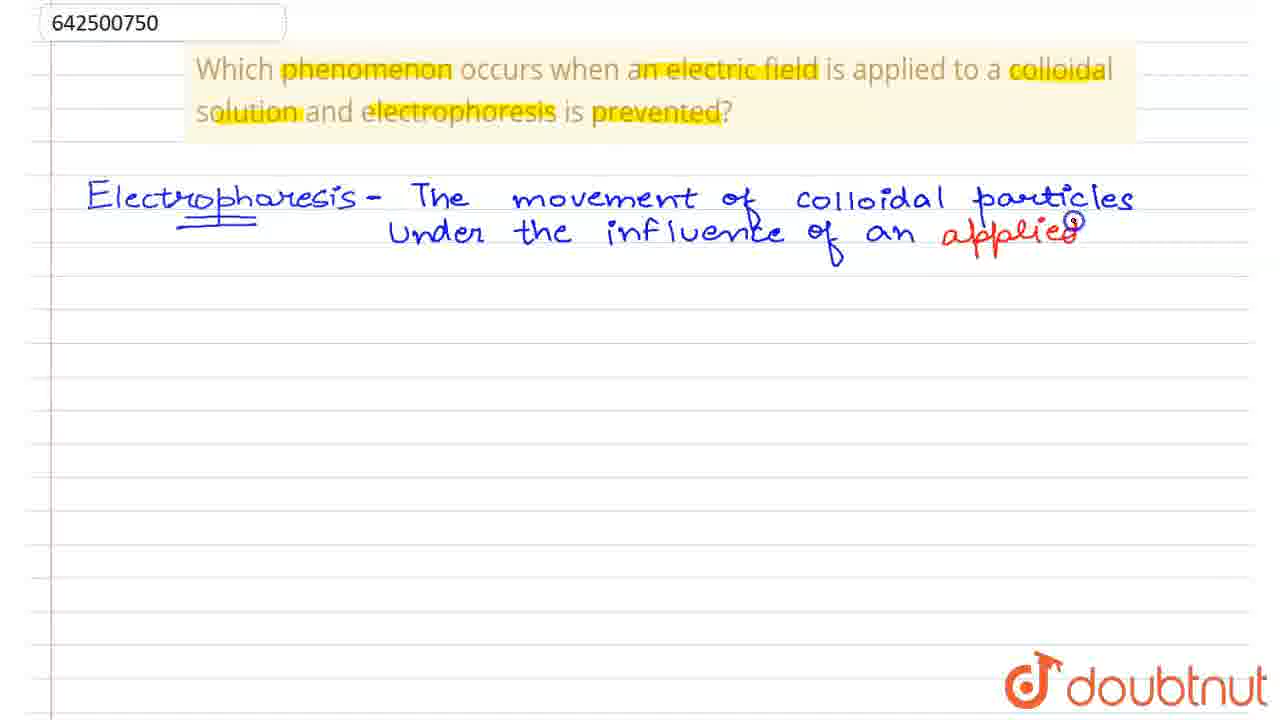 642500750
Which phenomenon occurs when an electric field is applied to a colloidal
solution and electrophoresis is prevented?
Electropharesis - The movement of colloidal particles
Under the influence of an applied
doubtnut